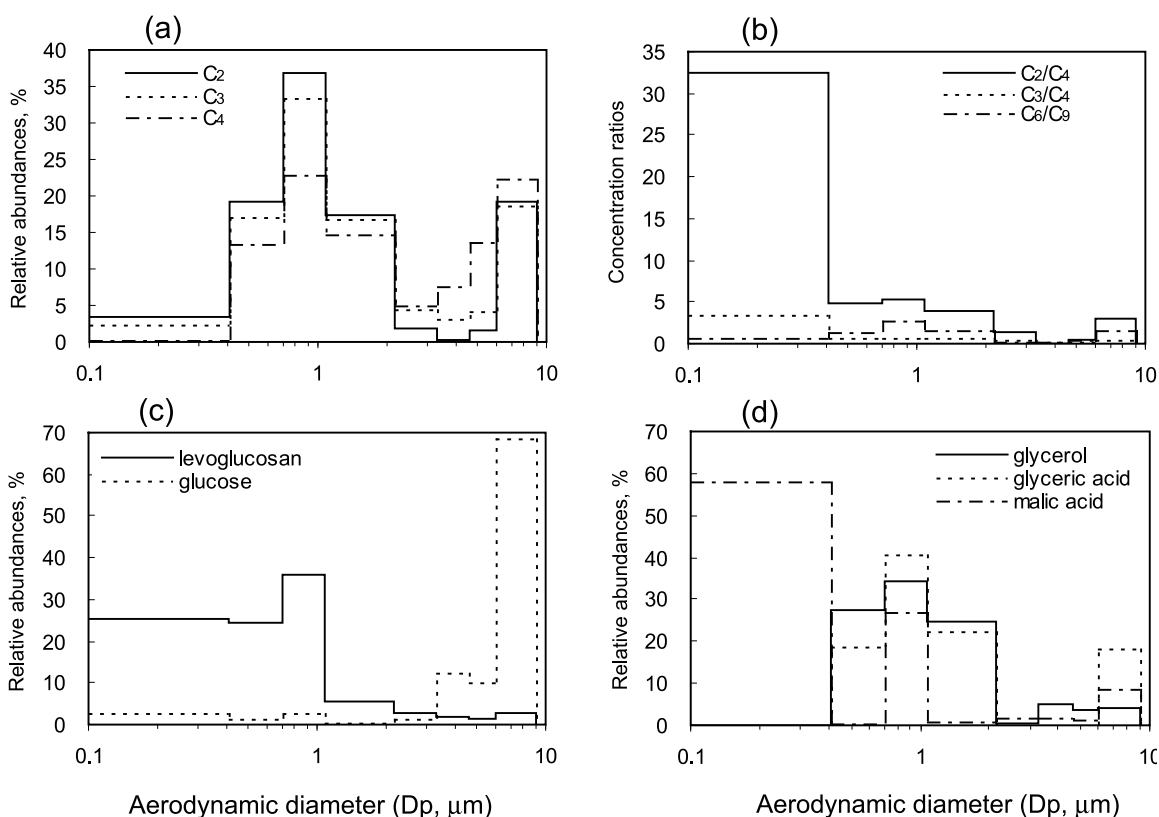 (a)
C2
C3
C4
Relative abundances, %
40
35
30
25
20
15
10
5
0
0.1
1
10
(b)
C2/C4
C3/C4
C6/C9
Concentration ratios
35
30
25
20
15
10
5
0
0.1
1
10
(c)
levoglucosan
glucose
Relative abundances, %
70
60
50
40
30
20
10
0
0.1
1
10
Aerodynamic diameter (Dp, μm)
(d)
glycerol
glyceric acid
malic acid
Relative abundances, %
70
60
50
40
30
20
10
0
0.1
1
10
Aerodynamic diameter (Dp, μm)